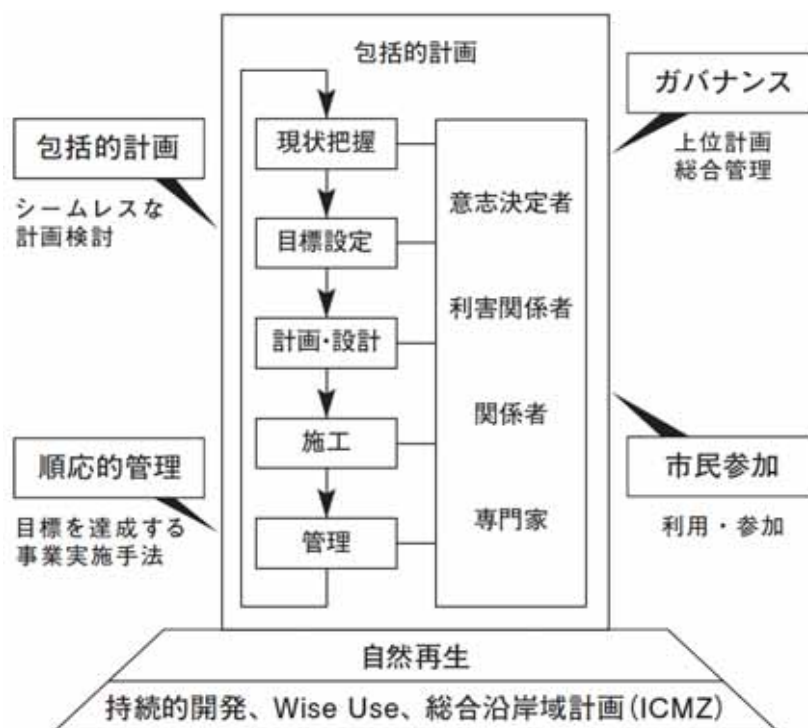 包括的計画
現状把握
目標設定
計画・設計
施工
管理
意志決定者
利害関係者
関係者
専門家
包括的計画
シームレスな
計画検討
順応的管理
目標を達成する
事業実施手法
ガバナンス
上位計画
総合管理
市民参加
利用・参加
自然再生
持続的開発、Wise Use、総合沿岸域計画(ICMZ)